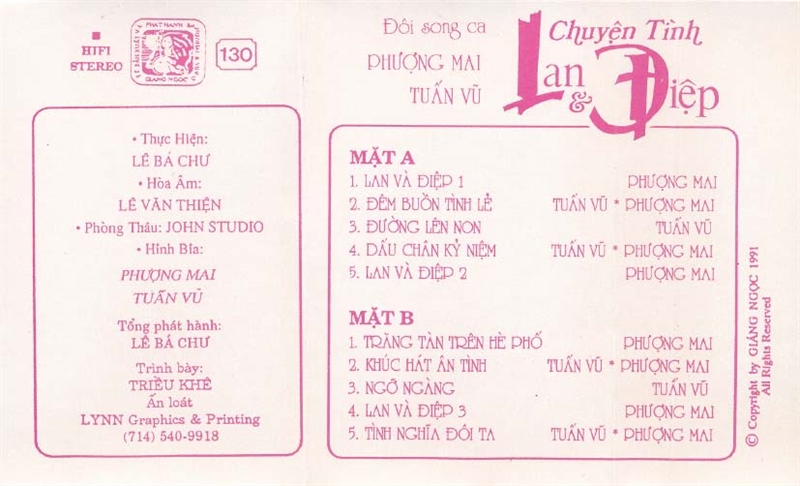 HIFI
STEREO
PHÁT HÀNH
GIÁNG NGỌC
130
• Thực Hiện:
LÊ BÁ CHƯ
• Hòa Âm:
LÊ VĂN THIỆN
• Phòng Thâu: JOHN STUDIO
• Hình Bìa:
PHƯỢNG MAI
TUẤN VŨ
Tổng phát hành:
LÊ BÁ CHƯ
Trình bày:
TRIỀU KHÊ
Ấn loát
LYNN Graphics & Printing
(714) 540-9918
Đôi song ca
PHƯỢNG MAI
TUẤN VŨ
Chuyện Tình
Lan & Điệp
MẶT A
1. LAN VÀ ĐIỆP 1 PHƯỢNG MAI
2. ĐÊM BUỒN TỈNH LẺ TUẤN VŨ * PHƯỢNG MAI
3. ĐƯỜNG LÊN NON TUẤN VŨ
4. DẤU CHÂN KỶ NIỆM TUẤN VŨ * PHƯỢNG MAI
5. LAN VÀ ĐIỆP 2 PHƯỢNG MAI
MẶT B
1. TRĂNG TÀN TRÊN HÈ PHỐ PHƯỢNG MAI
2. KHÚC HÁT ÂN TÌNH TUẤN VŨ * PHƯỢNG MAI
3. NGỠ NGÀNG TUẤN VŨ
4. LAN VÀ ĐIỆP 3 PHƯỢNG MAI
5. TÌNH NGHĨA ĐÔI TA TUẤN VŨ * PHƯỢNG MAI
© Copyright by GIÁNG NGỌC 1991
All Rights Reserved